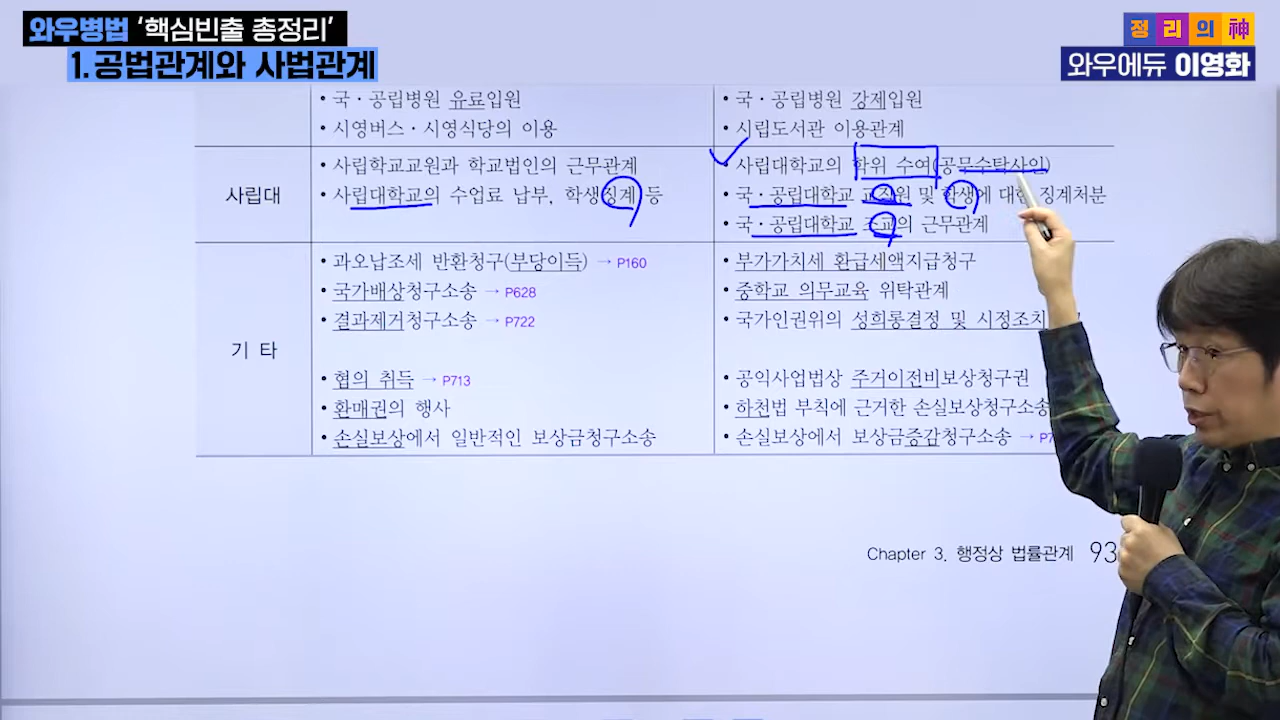 와우병법 '핵심빈출 총정리'
1. 공법관계와 사법관계
정리의神
와우에듀 이영화
• 국·공립병원 유료입원
• 시영버스·시영식당의 이용
• 국·공립병원 강제입원
• 시립도서관 이용관계
사립대
• 사립학교교원과 학교법인의 근무관계
• 사립대학교의 수업료 납부, 학생징계 등
• 사립대학교의 학위 수여(공무수탁사인)
• 국·공립대학교 교직원 및 학생에 대한 징계처분
• 국·공립대학교 조교의 근무관계
기 타
• 과오납조세 반환청구(부당이득) → P160
• 국가배상청구소송 → P628
• 결과제거청구소송 → P722
• 협의 취득 → P713
• 환매권의 행사
• 손실보상에서 일반적인 보상금청구소송
• 부가가치세 환급세액지급청구
• 중학교 의무교육 위탁관계
• 국가인권위의 성희롱결정 및 시정조치
• 공익사업법상 주거이전비보상청구권
• 하천법 부칙에 근거한 손실보상청구소송
• 손실보상에서 보상금증감청구소송 →
Chapter 3. 행정상 법률관계 93